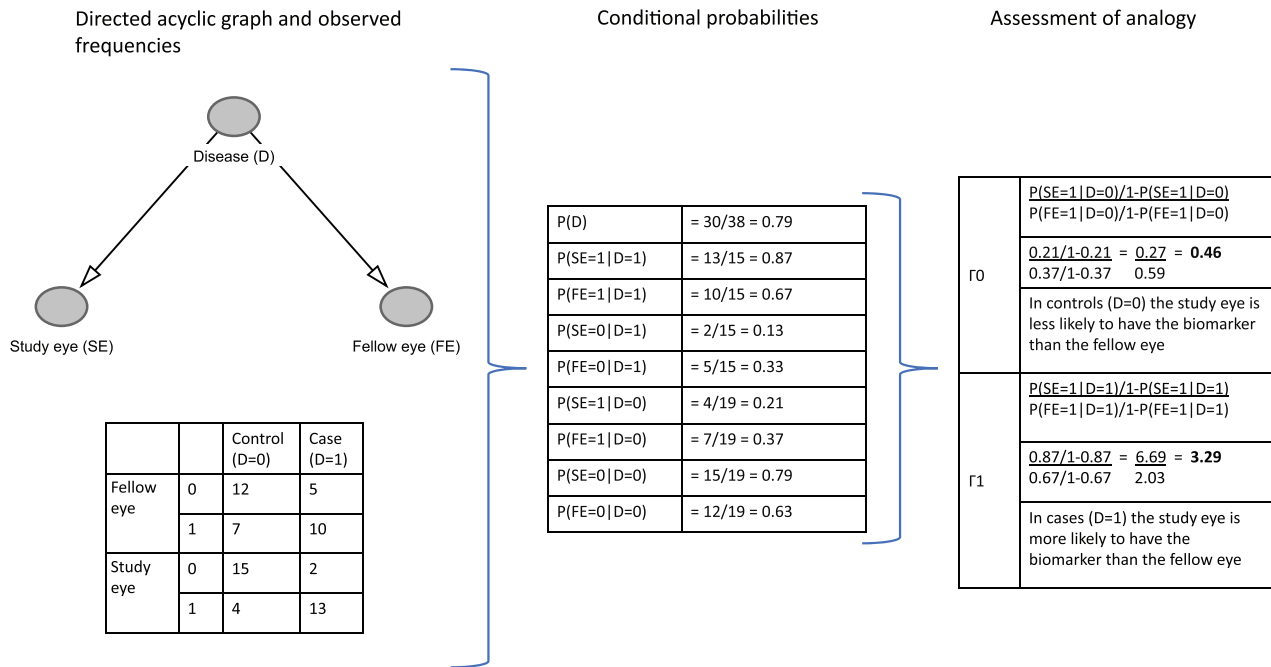 Directed acyclic graph and observed
frequencies
Disease (D)
Study eye (SE)
Fellow eye (FE)
Control
(D=0)
Case
(D=1)
Fellow
eye
0
12
5
1
7
10
Study
eye
0
15
2
1
4
13
Conditional probabilities
P(D)
= 30/38 = 0.79
P(SE=1|D=1)
= 13/15 = 0.87
P(FE=1|D=1)
= 10/15 = 0.67
P(SE=0|D=1)
= 2/15 = 0.13
P(FE=0|D=1)
= 5/15 = 0.33
P(SE=1|D=0)
= 4/19 = 0.21
P(FE=1|D=0)
= 7/19 = 0.37
P(SE=0|D=0)
= 15/19 = 0.79
P(FE=0|D=0)
= 12/19 = 0.63
Assessment of analogy
Γ0
P(SE=1|D=0)/1-P(SE=1|D=0)
P(FE=1|D=0)/1-P(FE=1|D=0)
0.21/1-0.21 = 0.27 = 0.46
0.37/1-0.37 0.59
In controls (D=0) the study eye is
less likely to have the biomarker
than the fellow eye
Γ1
P(SE=1|D=1)/1-P(SE=1|D=1)
P(FE=1|D=1)/1-P(FE=1|D=1)
0.87/1-0.87 = 6.69 = 3.29
0.67/1-0.67 2.03
In cases (D=1) the study eye is
more likely to have the
biomarker than the fellow eye